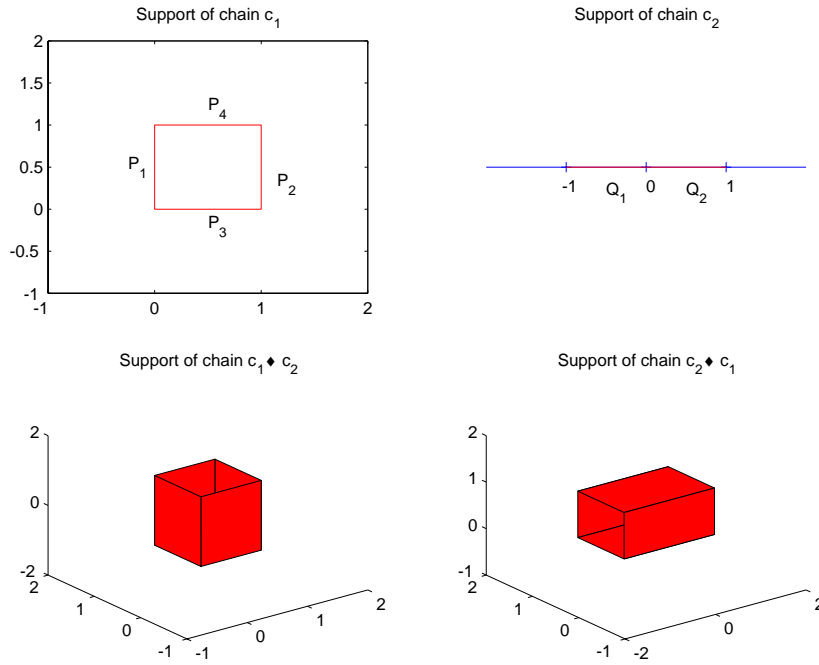 Support of chain c₁
2
1.5
1
0.5
0
-0.5
-1
-1 0 1 2
P₄
P₁
P₂
P₃
Support of chain c₂
-1 0 1
Q₁ Q₂
Support of chain c₁♦ c₂
2
0
-2
2
1
0
-1
-1
0
1
2
Support of chain c₂♦ c₁
2
1
0
-1
2
1
0
-1
-2
0
2